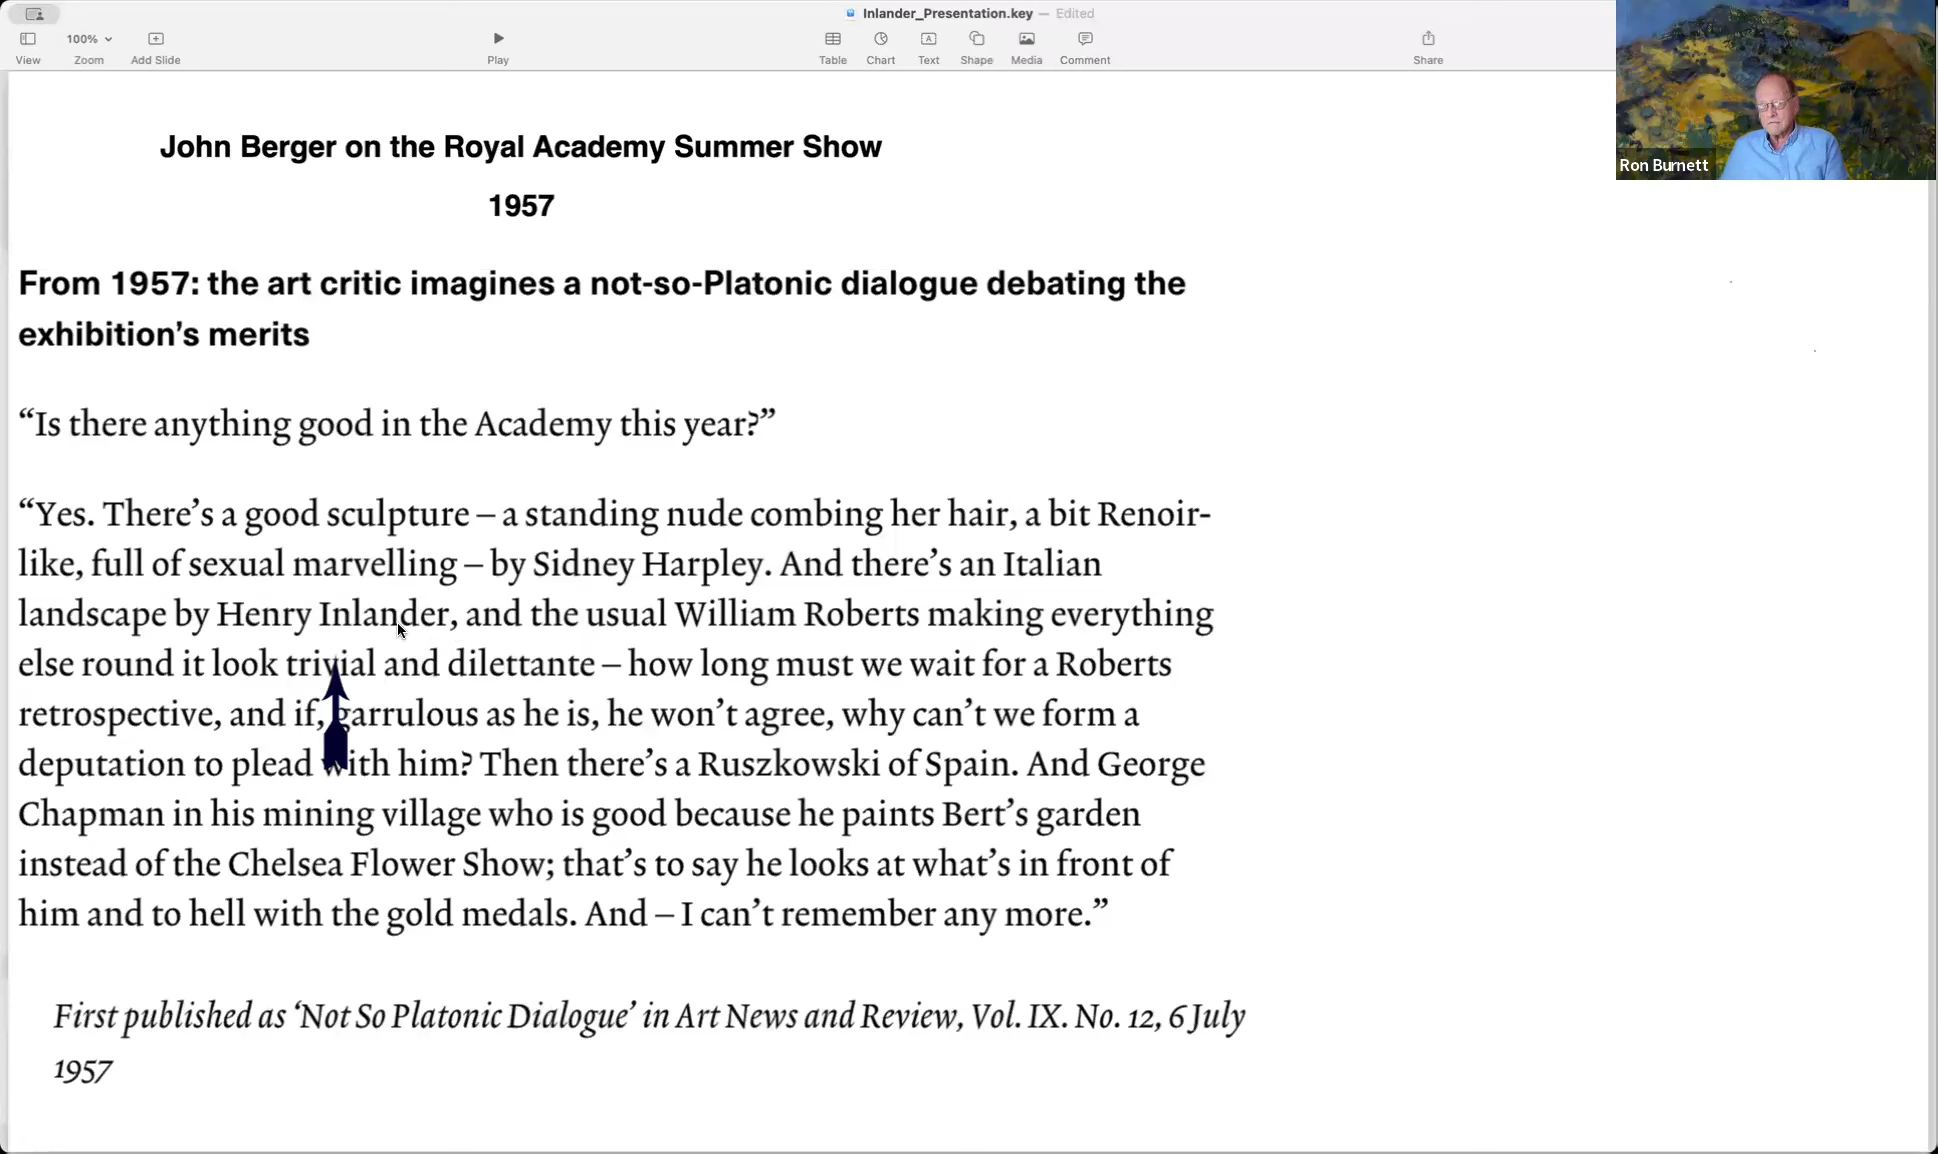 Inlander_Presentation.key — Edited
100%
View
Zoom
Add Slide
Play
Table
Chart
Text
Shape
Media
Comment
Share
Ron Burnett
John Berger on the Royal Academy Summer Show
1957
From 1957: the art critic imagines a not-so-Platonic dialogue debating the
exhibition’s merits
“Is there anything good in the Academy this year?”
“Yes. There’s a good sculpture – a standing nude combing her hair, a bit Renoir-
like, full of sexual marvelling – by Sidney Harpley. And there’s an Italian
landscape by Henry Inlander, and the usual William Roberts making everything
else round it look trivial and dilettante – how long must we wait for a Roberts
retrospective, and if, garrulous as he is, he won’t agree, why can’t we form a
deputation to plead with him? Then there’s a Ruszkowski of Spain. And George
Chapman in his mining village who is good because he paints Bert’s garden
instead of the Chelsea Flower Show; that’s to say he looks at what’s in front of
him and to hell with the gold medals. And – I can’t remember any more.”
First published as ‘Not So Platonic Dialogue’ in Art News and Review, Vol. IX. No. 12, 6 July
1957